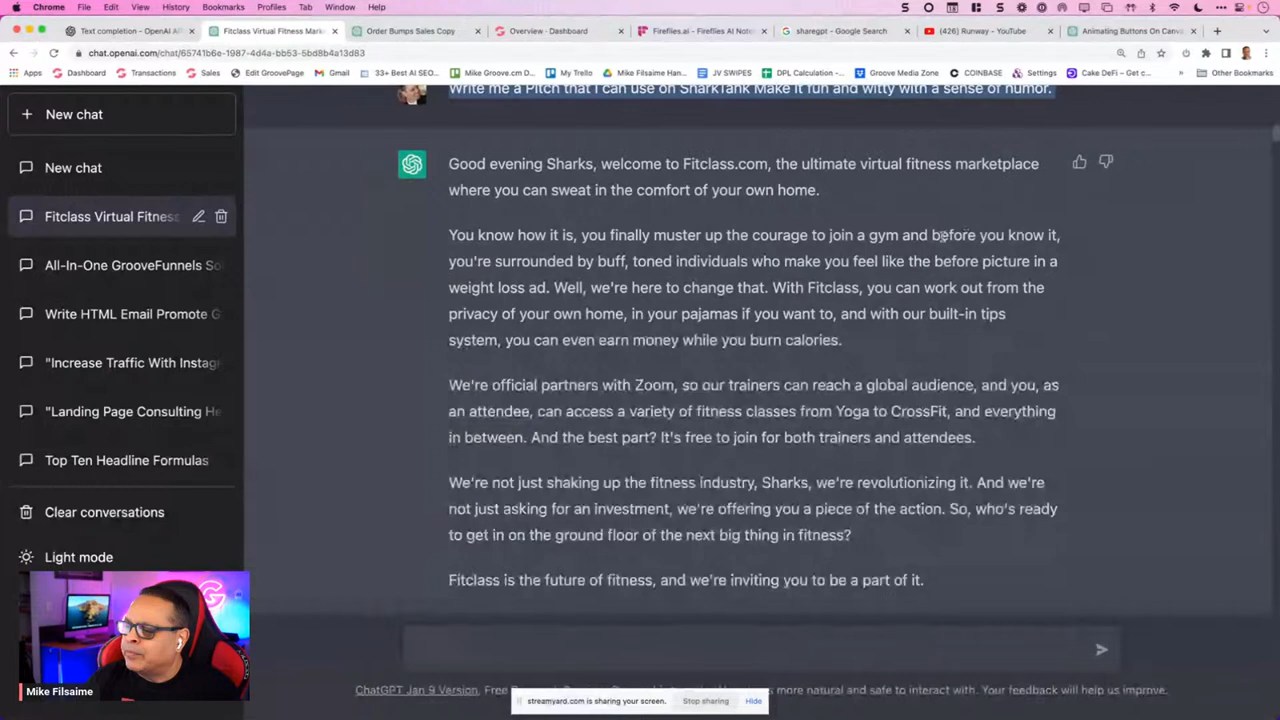 Chrome File Edit View History Bookmarks Profiles Tab Window Help
Text completion - OpenAI AP
Fitclass Virtual Fitness Mark
Order Bumps Sales Copy
Overview · Dashboard
Fireflies.ai - Fireflies AI Note
sharegpt - Google Search
(426) Runway - YouTube
Animating Buttons On Canva
chat.openai.com/chat/65741b6e-1987-4d4a-bb53-5bd8b4a13d83
Apps Dashboard Transactions Sales Edit GroovePage Gmail 33+ Best AI SEO... Mike Groove.cm D... My Trello Mike Filsaime Han... JV SWIPES DPL Calculation -... Groove Media Zone COINBASE Settings Cake DeFi – Get c... » Other Bookmarks
Write me a Pitch that I can use on SharkTank Make it fun and witty with a sense of humor.
+ New chat
New chat
Fitclass Virtual Fitness
All-In-One GrooveFunnels So
Write HTML Email Promote G
"Increase Traffic With Instag
"Landing Page Consulting He
Top Ten Headline Formulas
Clear conversations
Light mode
Good evening Sharks, welcome to Fitclass.com, the ultimate virtual fitness marketplace
where you can sweat in the comfort of your own home.
You know how it is, you finally muster up the courage to join a gym and before you know it,
you're surrounded by buff, toned individuals who make you feel like the before picture in a
weight loss ad. Well, we're here to change that. With Fitclass, you can work out from the
privacy of your own home, in your pajamas if you want to, and with our built-in tips
system, you can even earn money while you burn calories.
We're official partners with Zoom, so our trainers can reach a global audience, and you, as
an attendee, can access a variety of fitness classes from Yoga to CrossFit, and everything
in between. And the best part? It's free to join for both trainers and attendees.
We're not just shaking up the fitness industry, Sharks, we're revolutionizing it. And we're
not just asking for an investment, we're offering you a piece of the action. So, who's ready
to get in on the ground floor of the next big thing in fitness?
Fitclass is the future of fitness, and we're inviting you to be a part of it.
Mike Filsaime
ChatGPT Jan 9 Version. Free more natural and safe to interact with. Your feedback will help us improve.
streamyard.com is sharing your screen. Stop sharing Hide